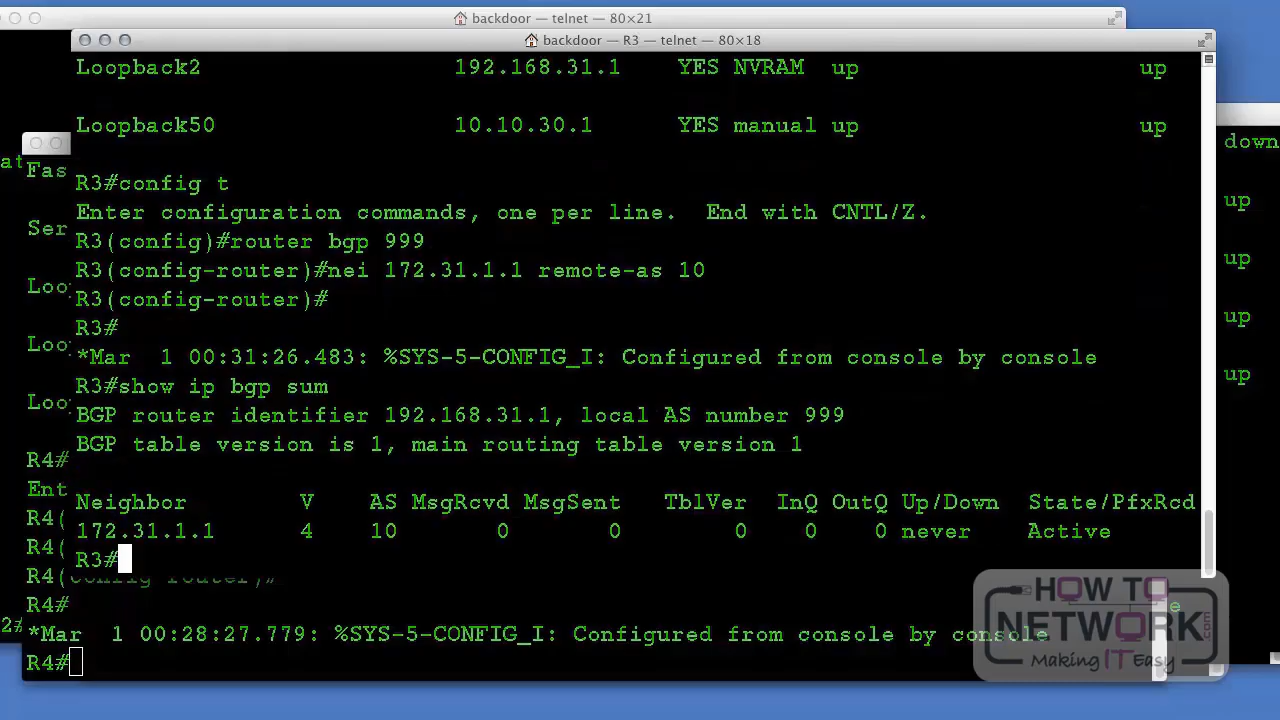 backdoor — telnet — 80×21
backdoor — R3 — telnet — 80×18
Loopback2 192.168.31.1 YES NVRAM up up
Loopback50 10.10.30.1 YES manual up up
R3#config t
Enter configuration commands, one per line. End with CNTL/Z.
R3(config)#router bgp 999
R3(config-router)#nei 172.31.1.1 remote-as 10
R3(config-router)#
R3#
*Mar 1 00:31:26.483: %SYS-5-CONFIG_I: Configured from console by console
R3#show ip bgp sum
BGP router identifier 192.168.31.1, local AS number 999
BGP table version is 1, main routing table version 1
Neighbor V AS MsgRcvd MsgSent TblVer InQ OutQ Up/Down State/PfxRcd
172.31.1.1 4 10 0 0 0 0 0 never Active
R3#
at
Fas
Ser
Loo
Loo
Loo
R4#
Ent
R4(
R4(
R4(config-router)#
R4#
2#
*Mar 1 00:28:27.779: %SYS-5-CONFIG_I: Configured from console by console
R4#
down
up
up
up
up
e
HOW TO
NETWORK.com
Making IT Easy